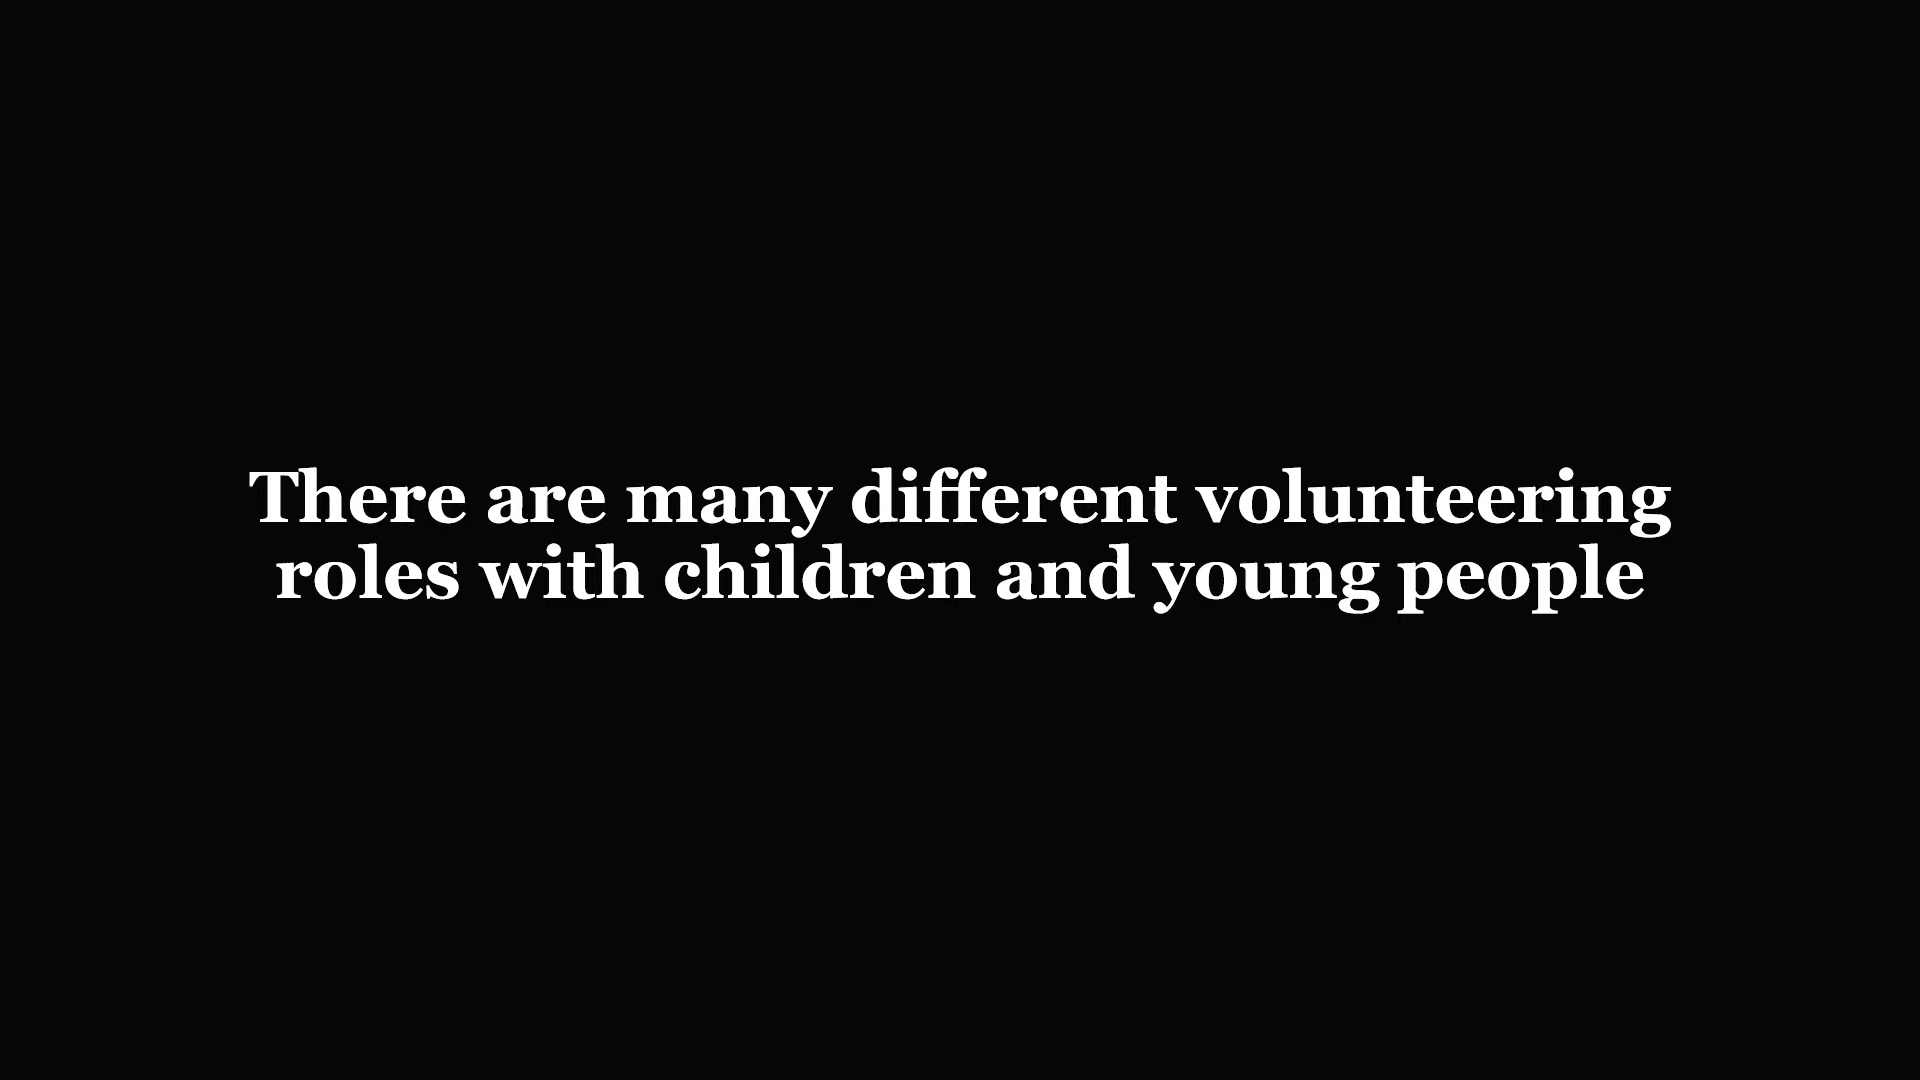 There are many different volunteering
roles with children and young people